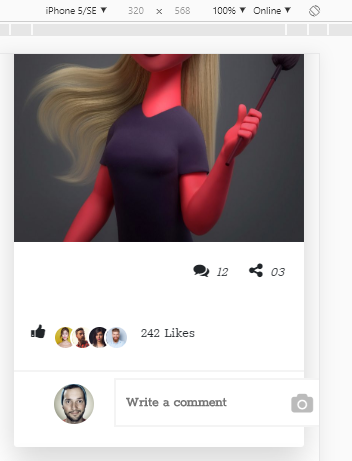 iPhone 5/SE ▼ 320 × 568 100% ▼ Online ▼
12 03
242 Likes
Write a comment